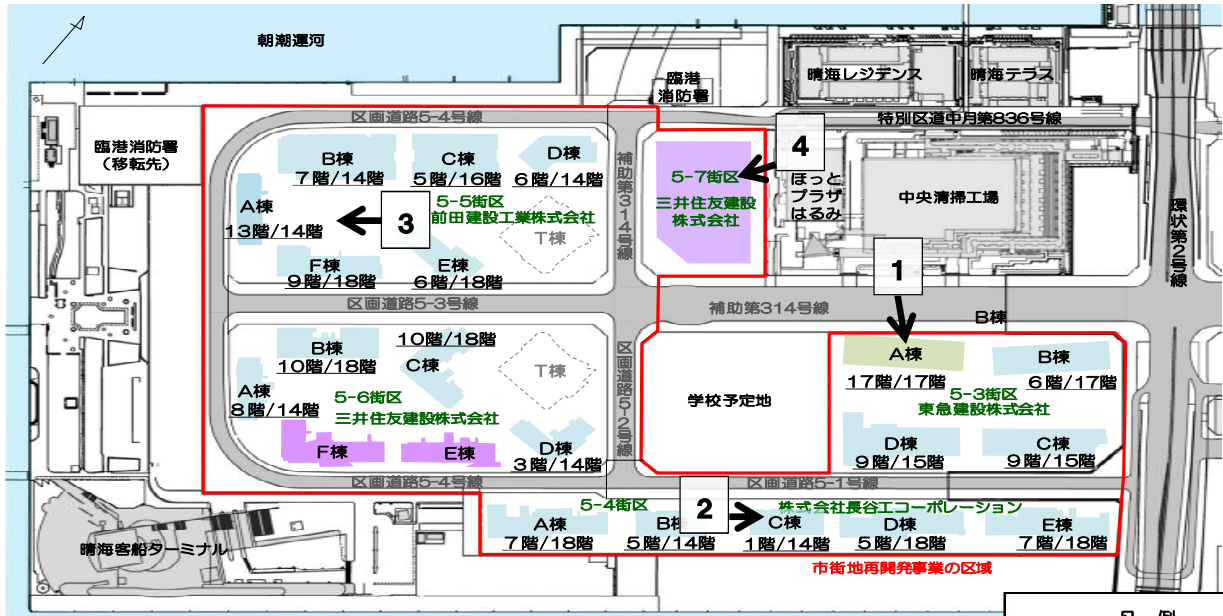 朝潮運河
臨港
消防署
晴海レジデンス
晴海テラス
区画道路5-4号線
特別区道中月第836号線
臨港消防署
(移転先)
B棟
7階/14階
C棟
5階/16階
D棟
6階/14階
補助第314号線
5-7街区
三井住友建設
株式会社
4
ほっと
プラザ
はるみ
中央清掃工場
環状第2号線
A棟
13階/14階
3
5-5街区
前田建設工業株式会社
T棟
F棟
9階/18階
E棟
6階/18階
1
区画道路5-3号線
補助第314号線
B棟
B棟
10階/18階
10階/18階
C棟
T棟
区画道路5-2号線
A棟
17階/17階
B棟
6階/17階
A棟
8階/14階
5-6街区
三井住友建設株式会社
学校予定地
5-3街区
東急建設株式会社
F棟
E棟
D棟
3階/14階
D棟
9階/15階
C棟
9階/15階
区画道路5-4号線
区画道路5-1号線
5-4街区
2
株式会社長谷工コーポレーション
A棟
7階/18階
B棟
5階/14階
C棟
1階/14階
D棟
5階/18階
E棟
7階/18階
晴海客船ターミナル
市街地再開発事業の区域
凡 例